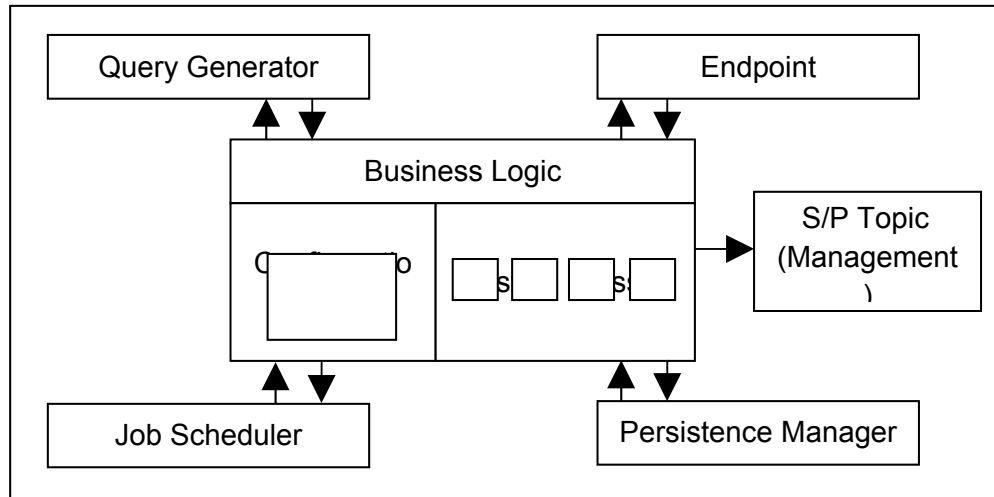 Query Generator
Endpoint
Business Logic
S/P Topic
(Management
)
Job Scheduler
Persistence Manager